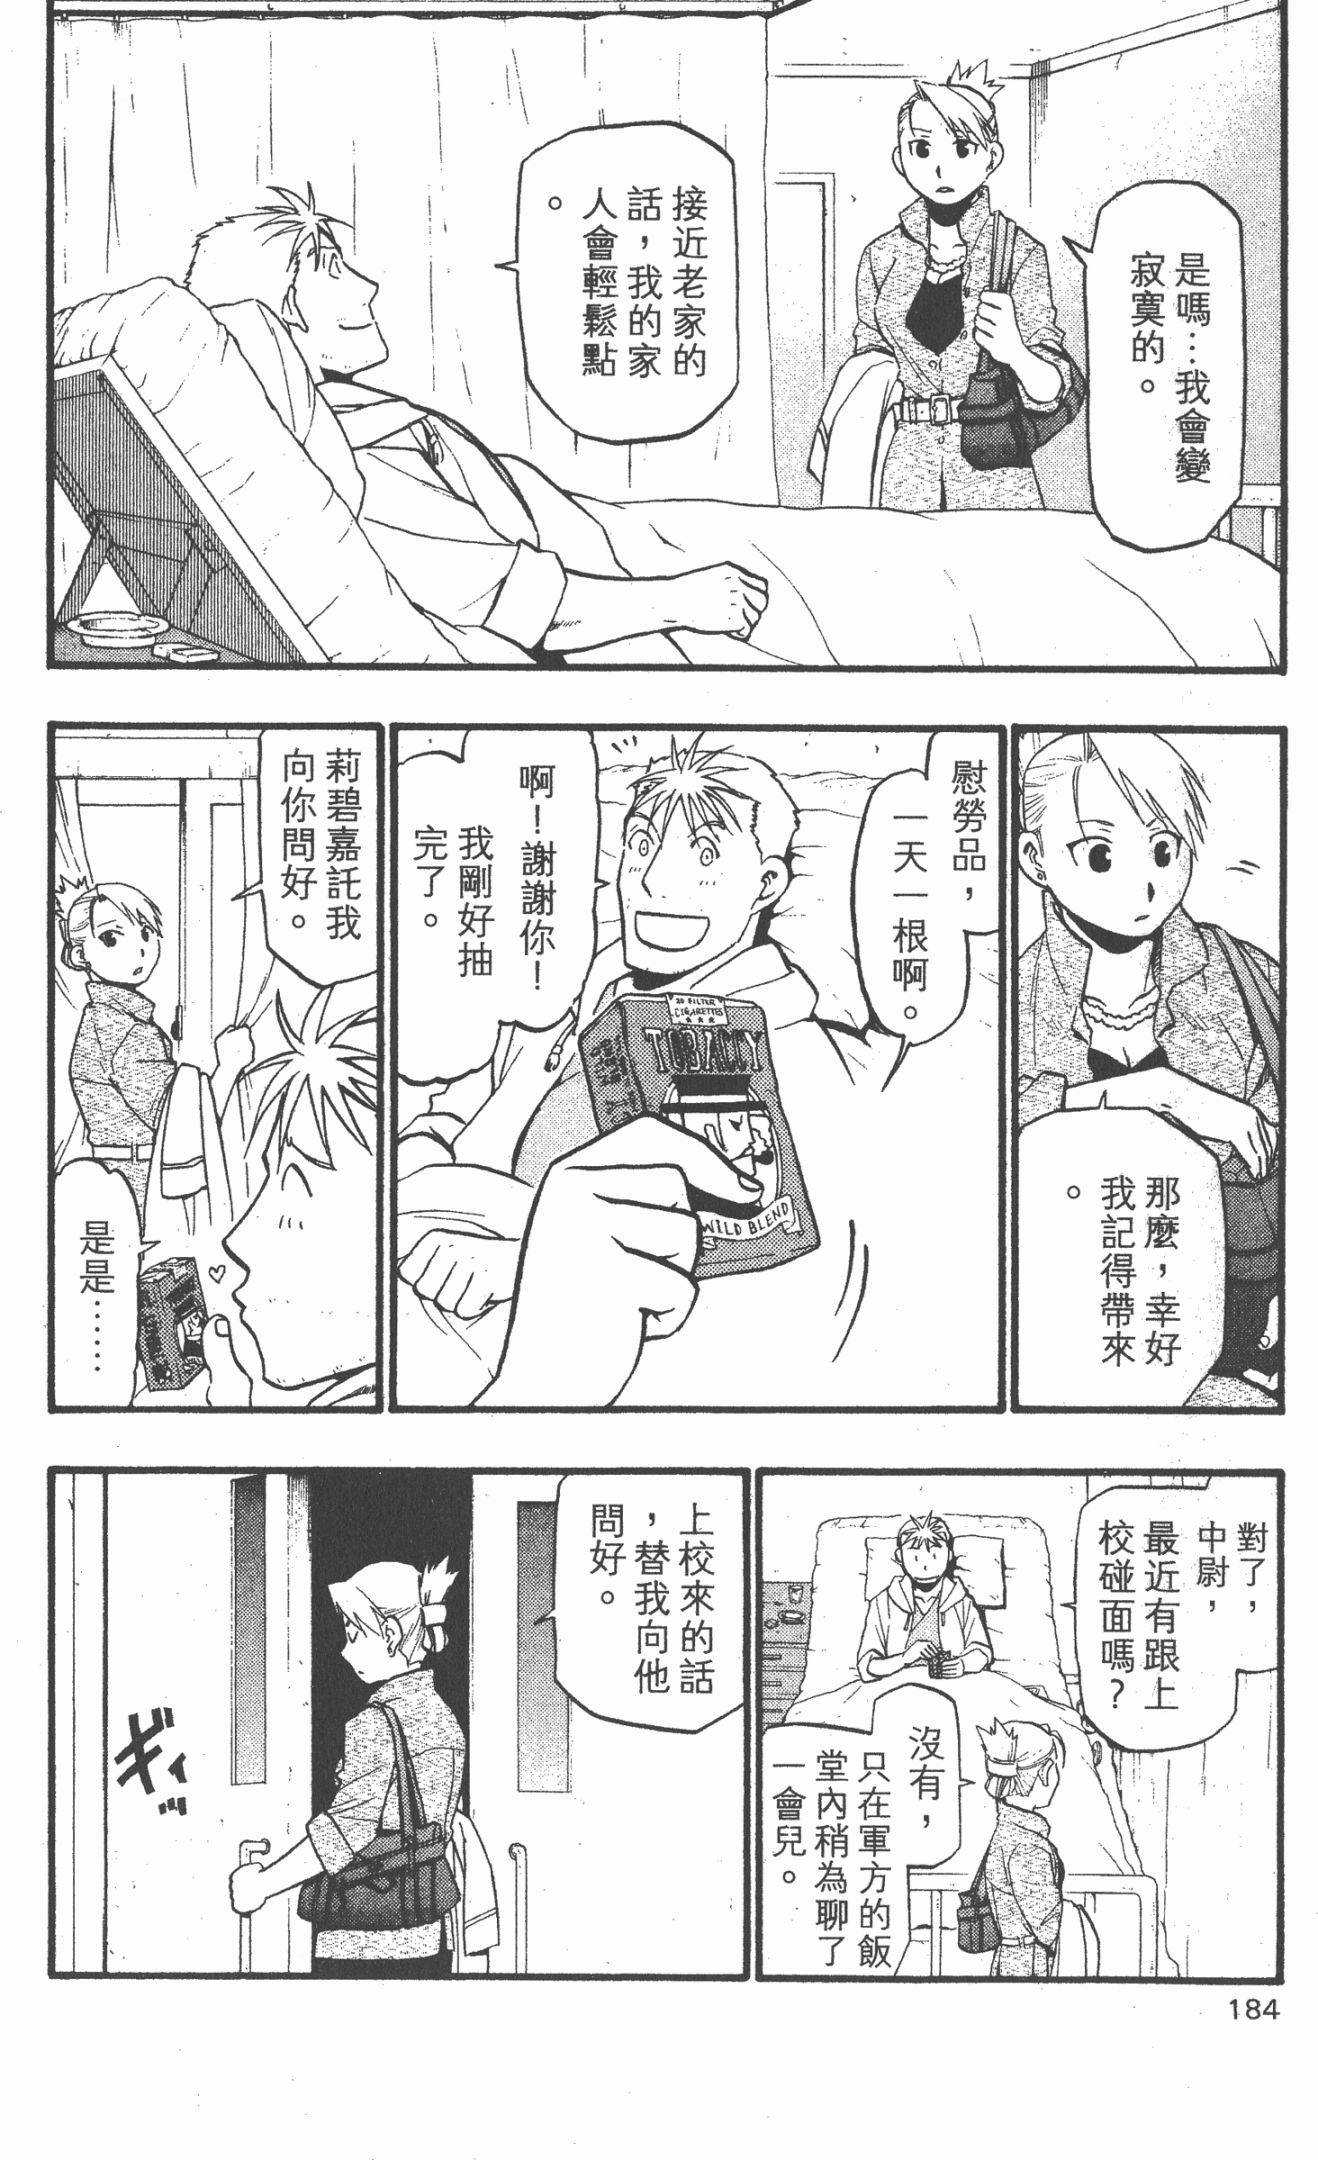 是嗎…我會變
寂寞的。
接近老家的
話，我的家
人會輕鬆點
。
那麼，幸好
我記得帶來
。
慰勞品，
一天一根啊。
啊！謝謝你！
我剛好抽
完了。
20 FILTER
CIGARETTES
★★★
TOBACCY
WILD BLEND
莉碧嘉託我
向你問好。
是是……
對了，
中尉，
最近有跟上
校碰面嗎？
沒有，
只在軍方的飯
堂內稍為聊了
一會兒。
上校來的話
，替我向他
問好。
ギィッ
184